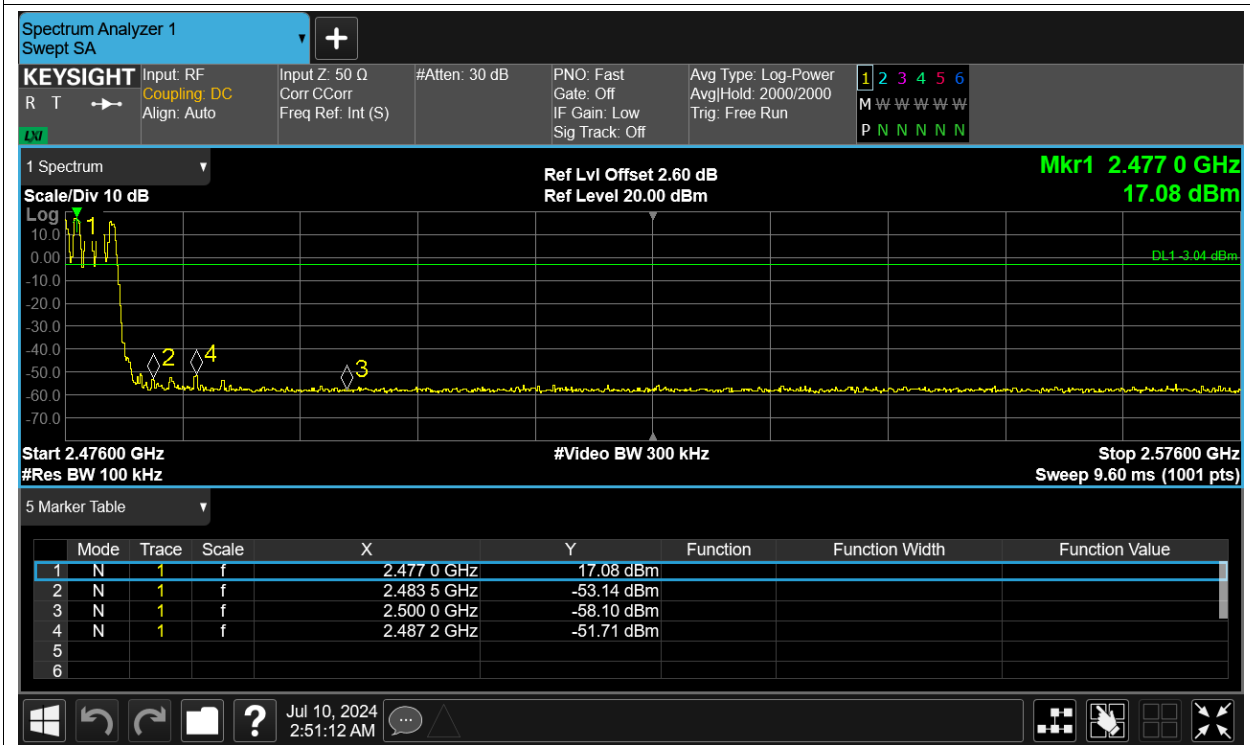 Spectrum Analyzer 1
Swept SA
KEYSIGHT Input: RF Input Z: 50 Ω #Atten: 30 dB PNO: Fast Avg Type: Log-Power 1 2 3 4 5 6
R T Coupling: DC Corr CCorr Gate: Off Avg|Hold: 2000/2000 M W W W W W
Align: Auto Freq Ref: Int (S) IF Gain: Low Trig: Free Run
LXI Sig Track: Off P N N N N N
1 Spectrum Ref Lvl Offset 2.60 dB Mkr1 2.477 0 GHz
Scale/Div 10 dB Ref Level 20.00 dBm 17.08 dBm
Log 1
10.0
0.00 DL1 -3.04 dBm
-10.0
-20.0
-30.0
-40.0 2 4
-50.0 3
-60.0
-70.0
Start 2.47600 GHz #Video BW 300 kHz Stop 2.57600 GHz
#Res BW 100 kHz Sweep 9.60 ms (1001 pts)
5 Marker Table
Mode Trace Scale X Y Function Function Width Function Value
1 N 1 f 2.477 0 GHz 17.08 dBm
2 N 1 f 2.483 5 GHz -53.14 dBm
3 N 1 f 2.500 0 GHz -58.10 dBm
4 N 1 f 2.487 2 GHz -51.71 dBm
5
6
? Jul 10, 2024
2:51:12 AM